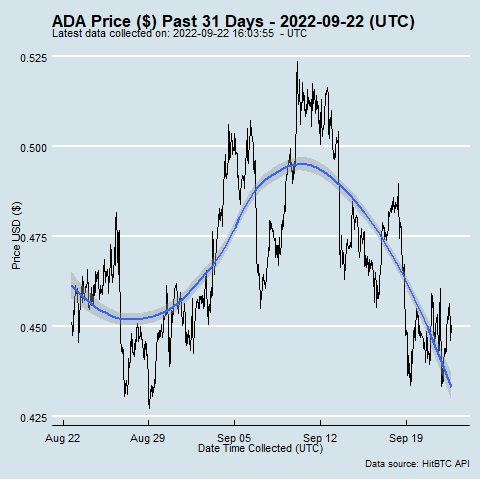 ADA Price ($) Past 31 Days - 2022-09-22 (UTC)
Latest data collected on: 2022-09-22 16:03:55 - UTC
0.525
0.500
0.475
0.450
0.425
Price USD ($)
Aug 22 Aug 29 Sep 05 Sep 12 Sep 19
Date Time Collected (UTC)
Data source: HitBTC API